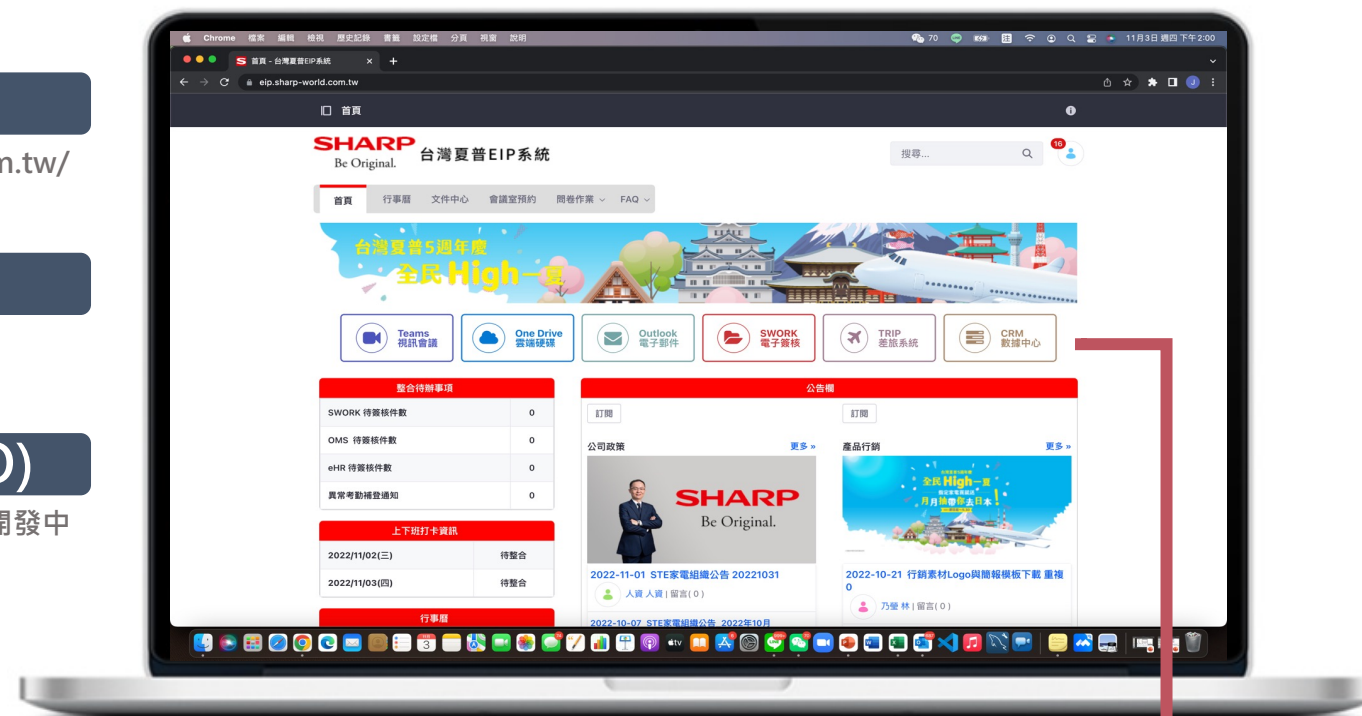 Chrome 檔案 編輯 檢視 歷史記錄 書籤 設定檔 分頁 視窗 說明
70
11月3日 週四 下午2:00
首頁 - 台灣夏普EIP系統
eip.sharp-world.com.tw
首頁
m.tw/
SHARP
Be Original.
台灣夏普EIP系統
搜尋...
16
首頁 行事曆 文件中心 會議室預約 問卷作業 FAQ
台灣夏普5週年慶
全民High一夏
Teams
視訊會議
One Drive
雲端硬碟
Outlook
電子郵件
SWORK
電子簽核
TRIP
差旅系統
CRM
數據中心
整合待辦事項
SWORK 待簽核件數 0
OMS 待簽核件數 0
eHR 待簽核件數 0
異常考勤補登通知 0
上下班打卡資訊
2022/11/02(三) 待整合
2022/11/03(四) 待整合
行事曆
公告欄
訂閱
公司政策 更多 »
SHARP
Be Original.
2022-11-01 STE家電組織公告 20221031
人資 人資 | 留言( 0 )
2022-10-07 STE家電組織公告_2022年10月
訂閱
產品行銷 更多 »
全民High一夏
月月抽帶你去日本!
2022-10-21 行銷素材Logo與簡報模板下載 重複
0
乃瑩 林 | 留言( 0 )
O)
開發中
3
tv